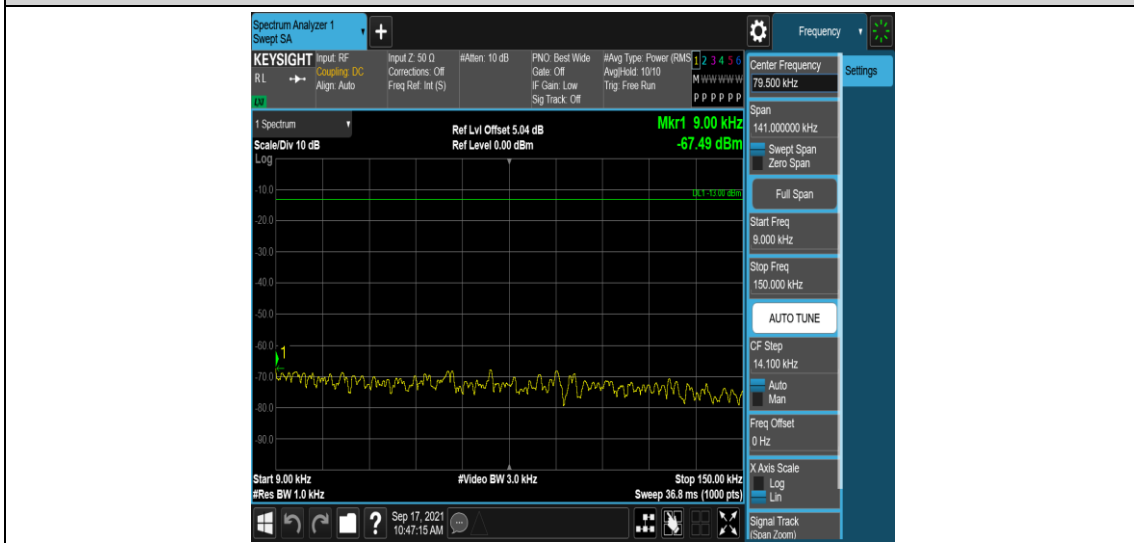 Spectrum Analyzer 1
Swept SA
+
Frequency
KEYSIGHT
RL
LXI
Input: RF
Coupling: DC
Align: Auto
Input Z: 50 Ω
Corrections: Off
Freq Ref: Int (S)
#Atten: 10 dB
PNO: Best Wide
Gate: Off
IF Gain: Low
Sig Track: Off
#Avg Type: Power (RMS
Avg|Hold: 10/10
Trig: Free Run
1 2 3 4 5 6
M W W W W W
P P P P P P
Center Frequency
79.500 kHz
Settings
1 Spectrum
Scale/Div 10 dB
Log
Ref Lvl Offset 5.04 dB
Ref Level 0.00 dBm
Mkr1 9.00 kHz
-67.49 dBm
DL1 -13.00 dBm
-10.0
-20.0
-30.0
-40.0
-50.0
-60.0
1
-70.0
-80.0
-90.0
Start 9.00 kHz
#Res BW 1.0 kHz
#Video BW 3.0 kHz
Stop 150.00 kHz
Sweep 36.8 ms (1000 pts)
Span
141.000000 kHz
Swept Span
Zero Span
Full Span
Start Freq
9.000 kHz
Stop Freq
150.000 kHz
AUTO TUNE
CF Step
14.100 kHz
Auto
Man
Freq Offset
0 Hz
X Axis Scale
Log
Lin
Signal Track
(Span Zoom)
?
Sep 17, 2021
10:47:15 AM